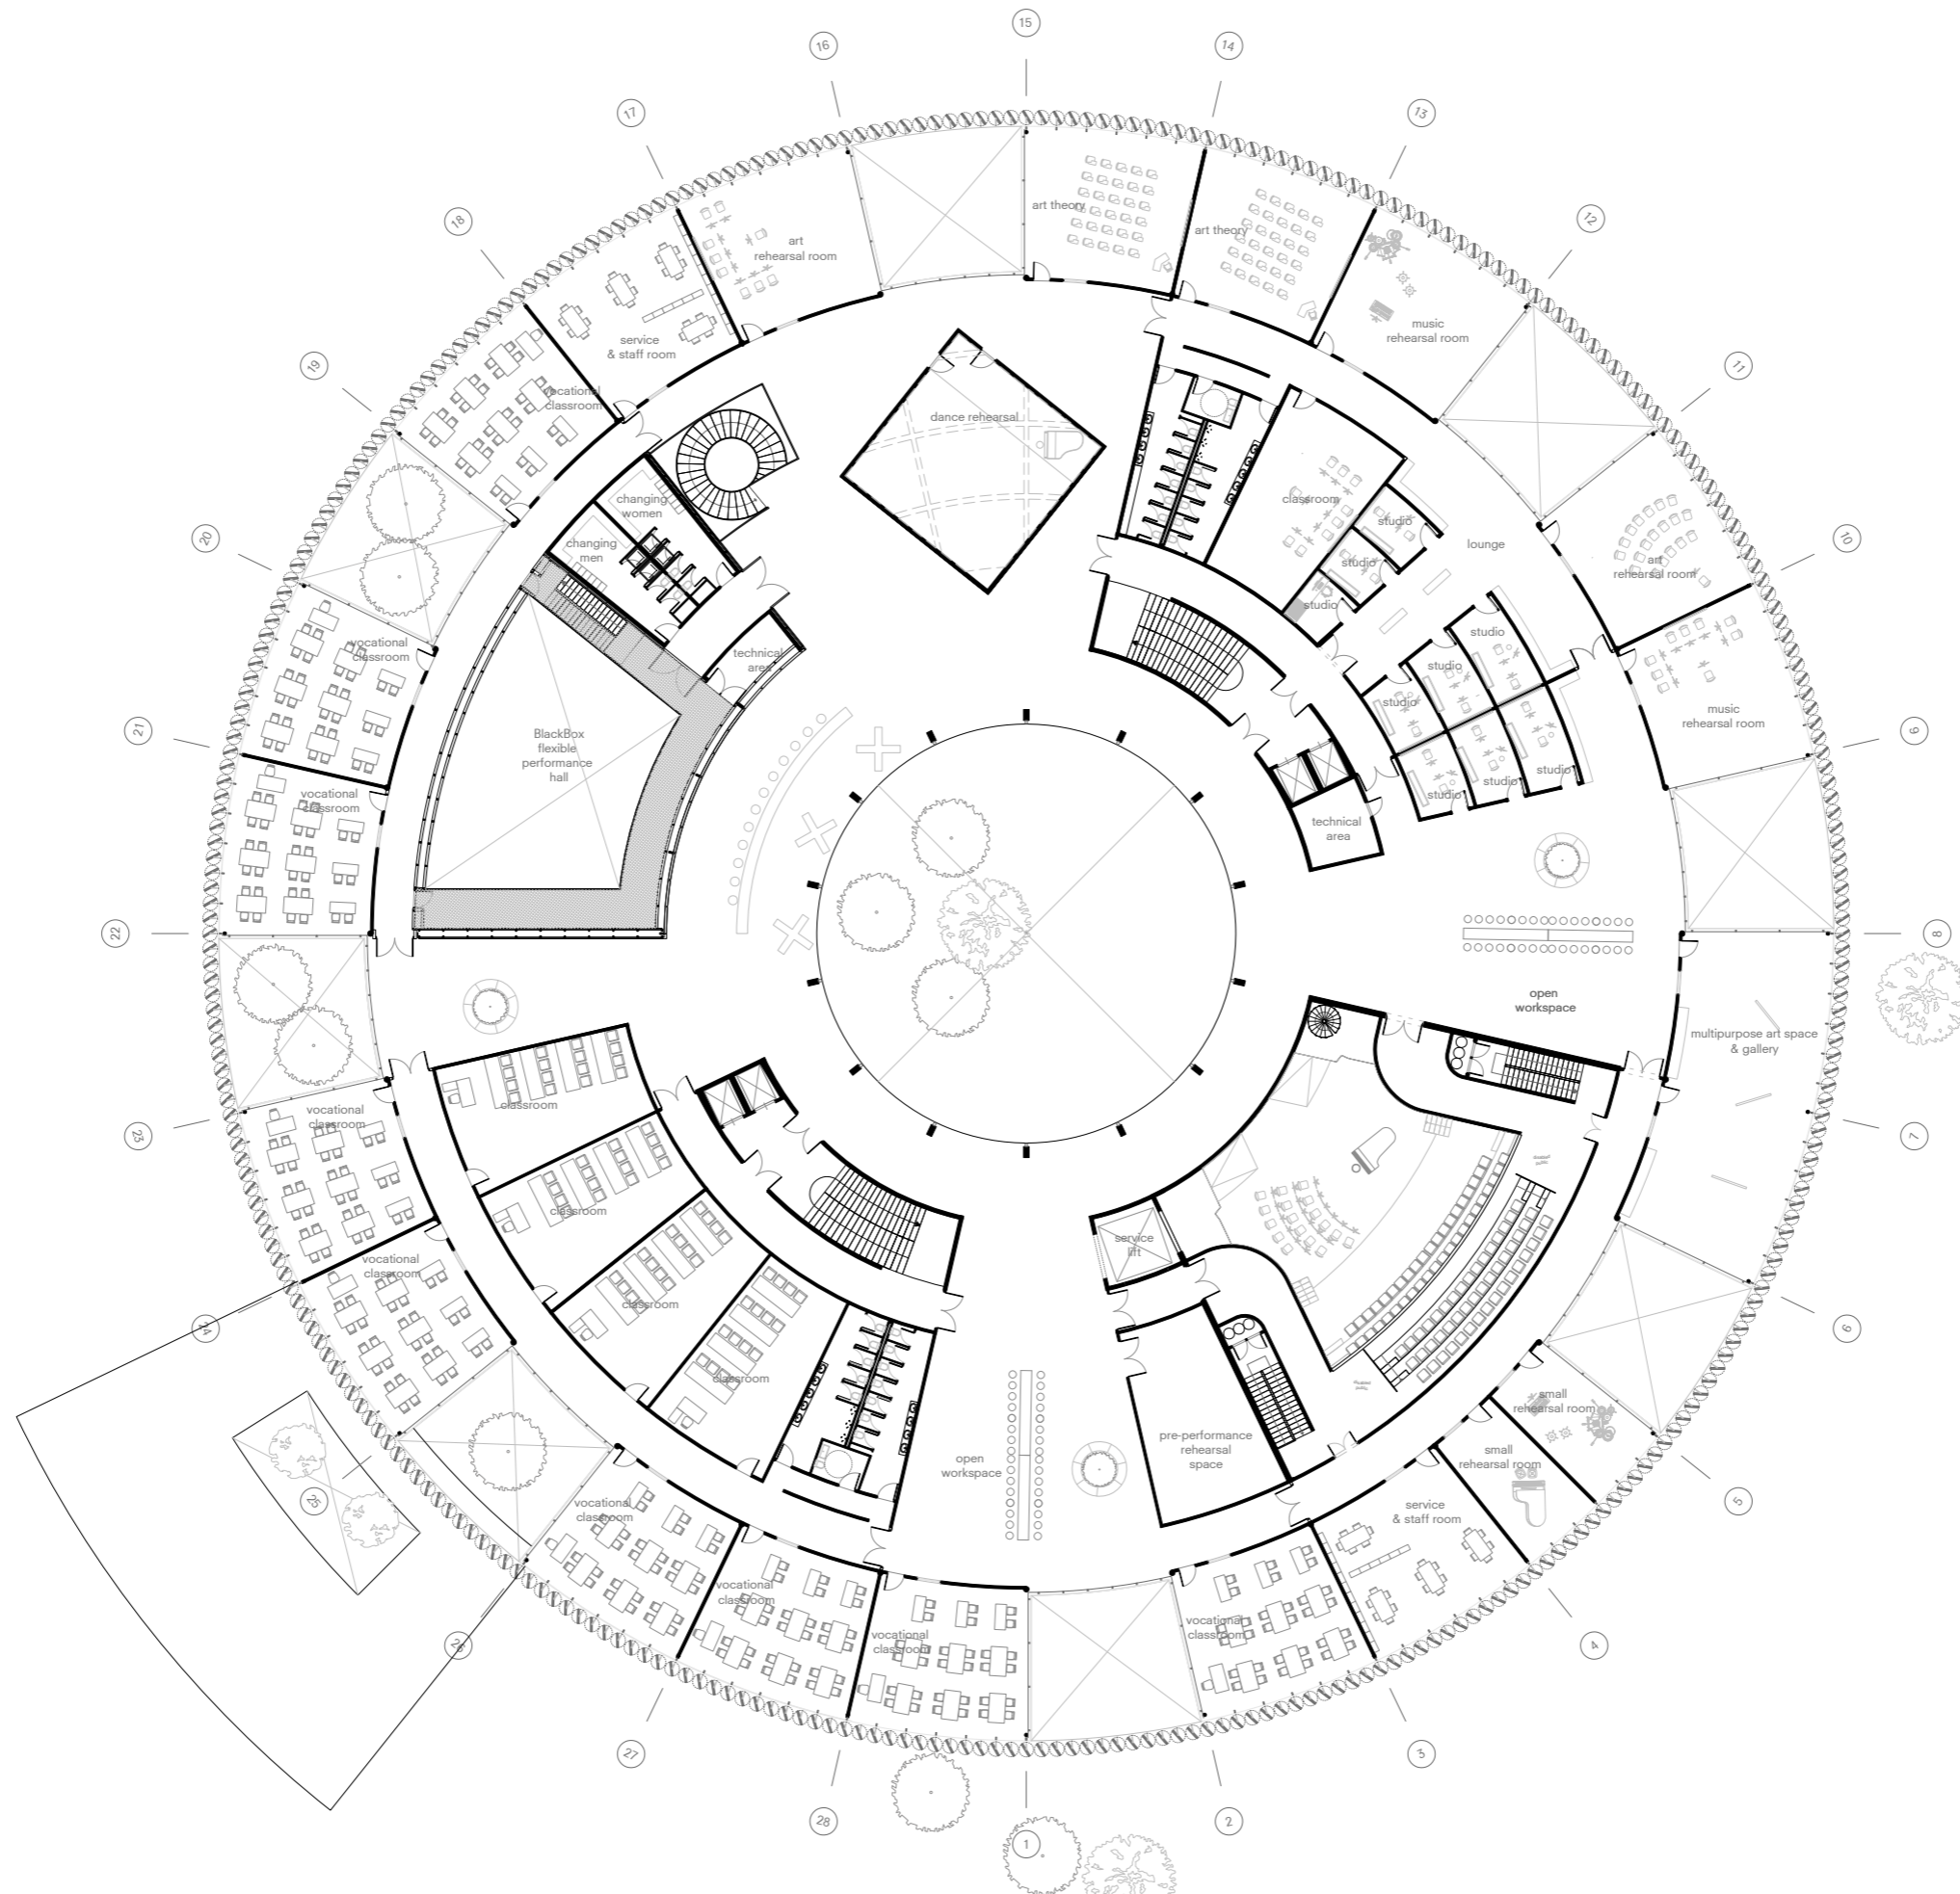 15
16
14
17
13
18
12
19
11
20
10
21
9
22
8
23
7
24
6
25
5
26
4
27
3
28
2
1
art theory
art theory
art
rehearsal room
music
rehearsal room
service
& staff room
vocational
classroom
dance rehearsal
changing
women
changing
men
classroom
studio
studio
studio
lounge
art
rehearsal room
studio
studio
studio
studio
studio
studio
music
rehearsal room
vocational
classroom
technical
area
BlackBox
flexible
performance
hall
vocational
classroom
technical
area
open
workspace
multipurpose art space
& gallery
vocational
classroom
classroom
classroom
classroom
classroom
vocational
classroom
service
lift
disabled
public
disabled
public
small
rehearsal room
small
rehearsal room
pre-performance
rehearsal
space
open
workspace
service
& staff room
vocational
classroom
vocational
classroom
vocational
classroom
vocational
classroom